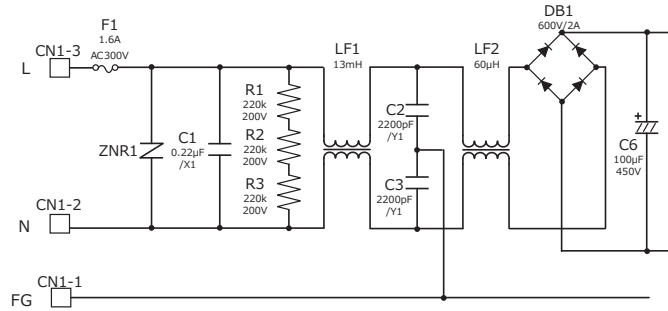 F1
1.6A
AC300V
CN1-3
L
ZNR1
C1
0.22µF
/X1
R1
220k
200V
R2
220k
200V
R3
220k
200V
LF1
13mH
C2
2200pF
/Y1
C3
2200pF
/Y1
LF2
60µH
DB1
600V/2A
+
C6
100µF
450V
CN1-2
N
CN1-1
FG